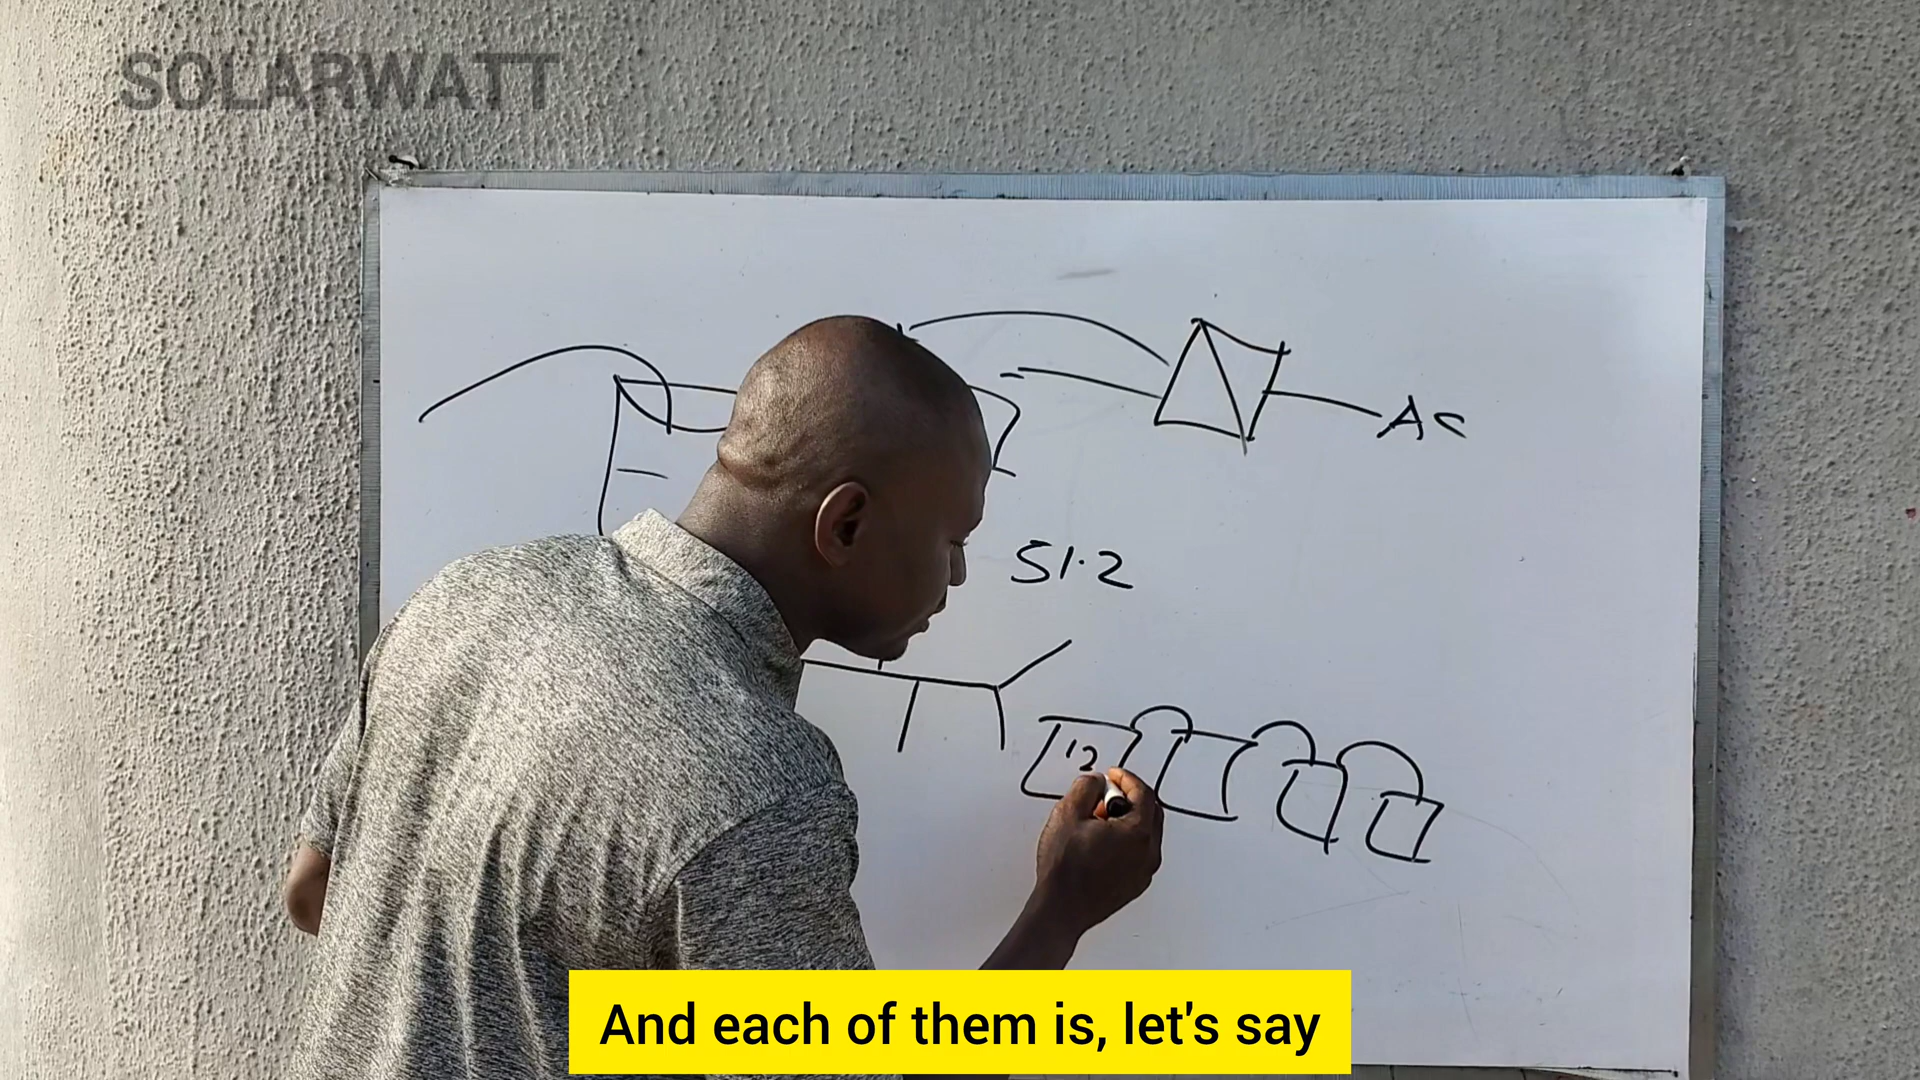 SOLARWATT
AC
51.2
12
And each of them is, let's say